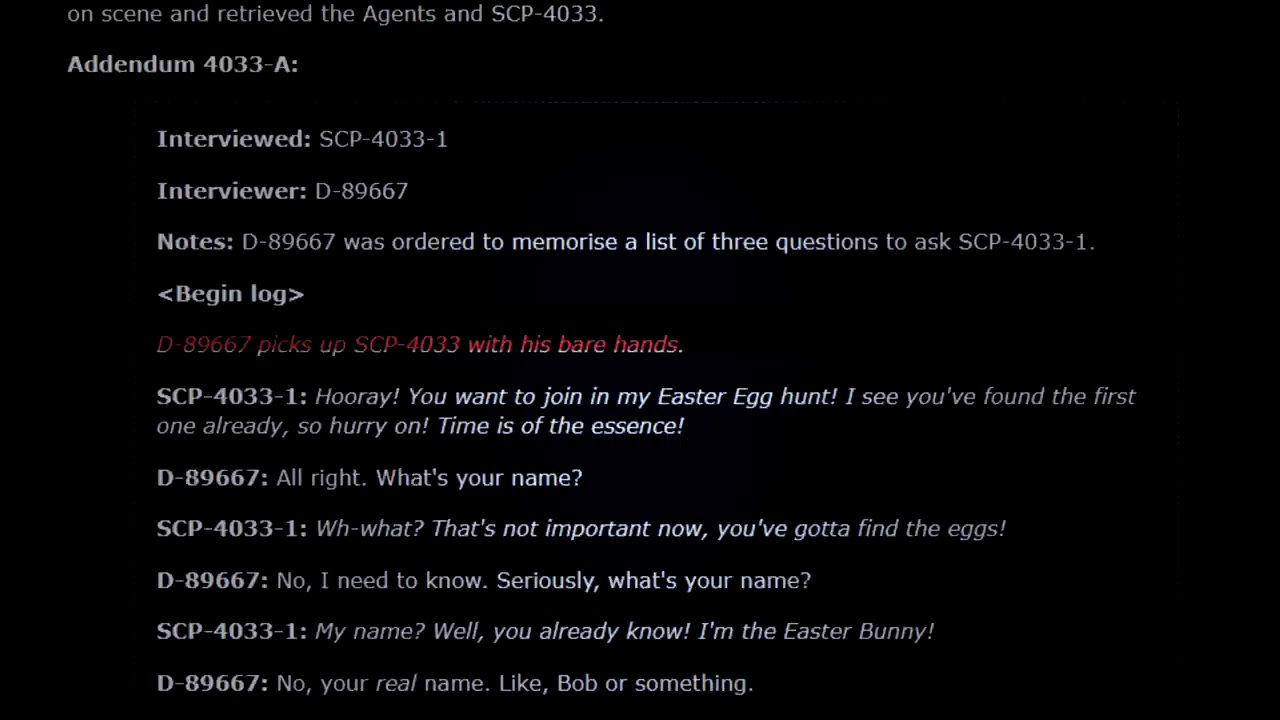 on scene and retrieved the Agents and SCP-4033.
Addendum 4033-A:
Interviewed: SCP-4033-1
Interviewer: D-89667
Notes: D-89667 was ordered to memorise a list of three questions to ask SCP-4033-1.
<Begin log>
D-89667 picks up SCP-4033 with his bare hands.
SCP-4033-1: Hooray! You want to join in my Easter Egg hunt! I see you've found the first
one already, so hurry on! Time is of the essence!
D-89667: All right. What's your name?
SCP-4033-1: Wh-what? That's not important now, you've gotta find the eggs!
D-89667: No, I need to know. Seriously, what's your name?
SCP-4033-1: My name? Well, you already know! I'm the Easter Bunny!
D-89667: No, your real name. Like, Bob or something.